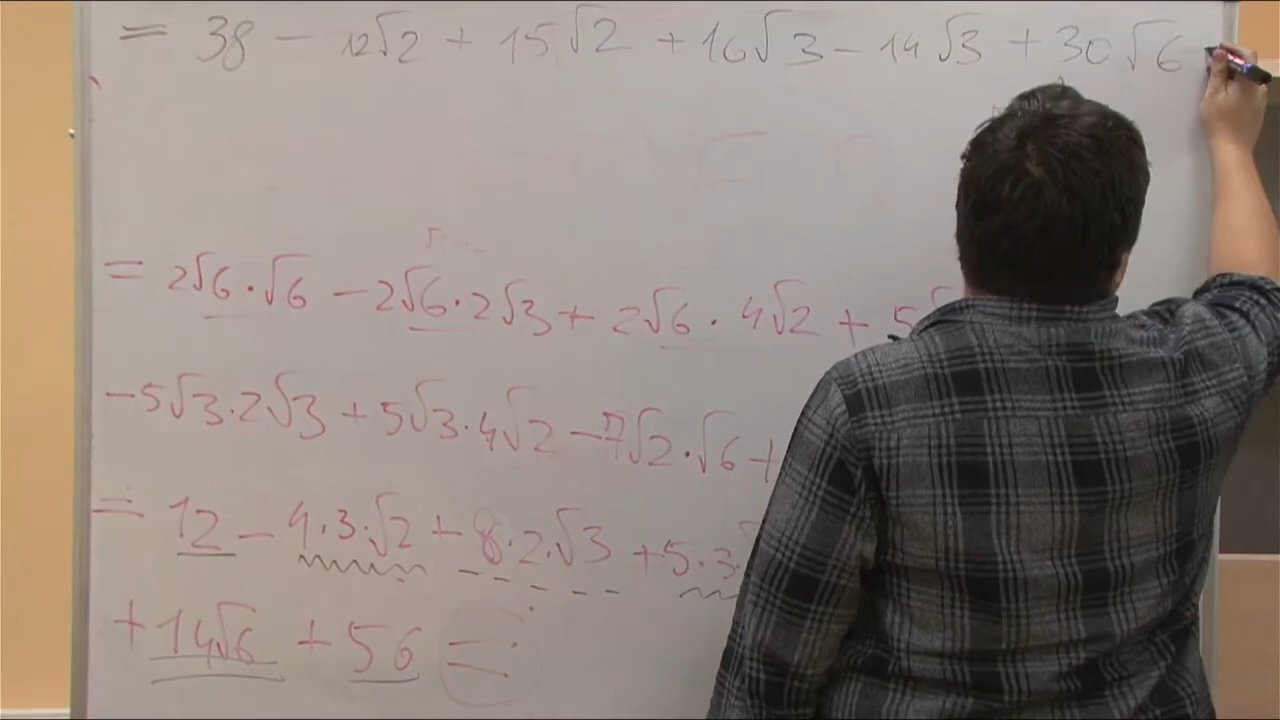 = 38 - 12√2 + 15√2 + 16√3 - 14√3 + 30√6
= 2√6 · √6 - 2√6 · 2√3 + 2√6 · 4√2 + 5√
-5√3 · 2√3 + 5√3 · 4√2 - 7√2 · √6 +
= 12 - 4·3·√2 + 8·2·√3 + 5·3·
+ 14√6 + 56 =